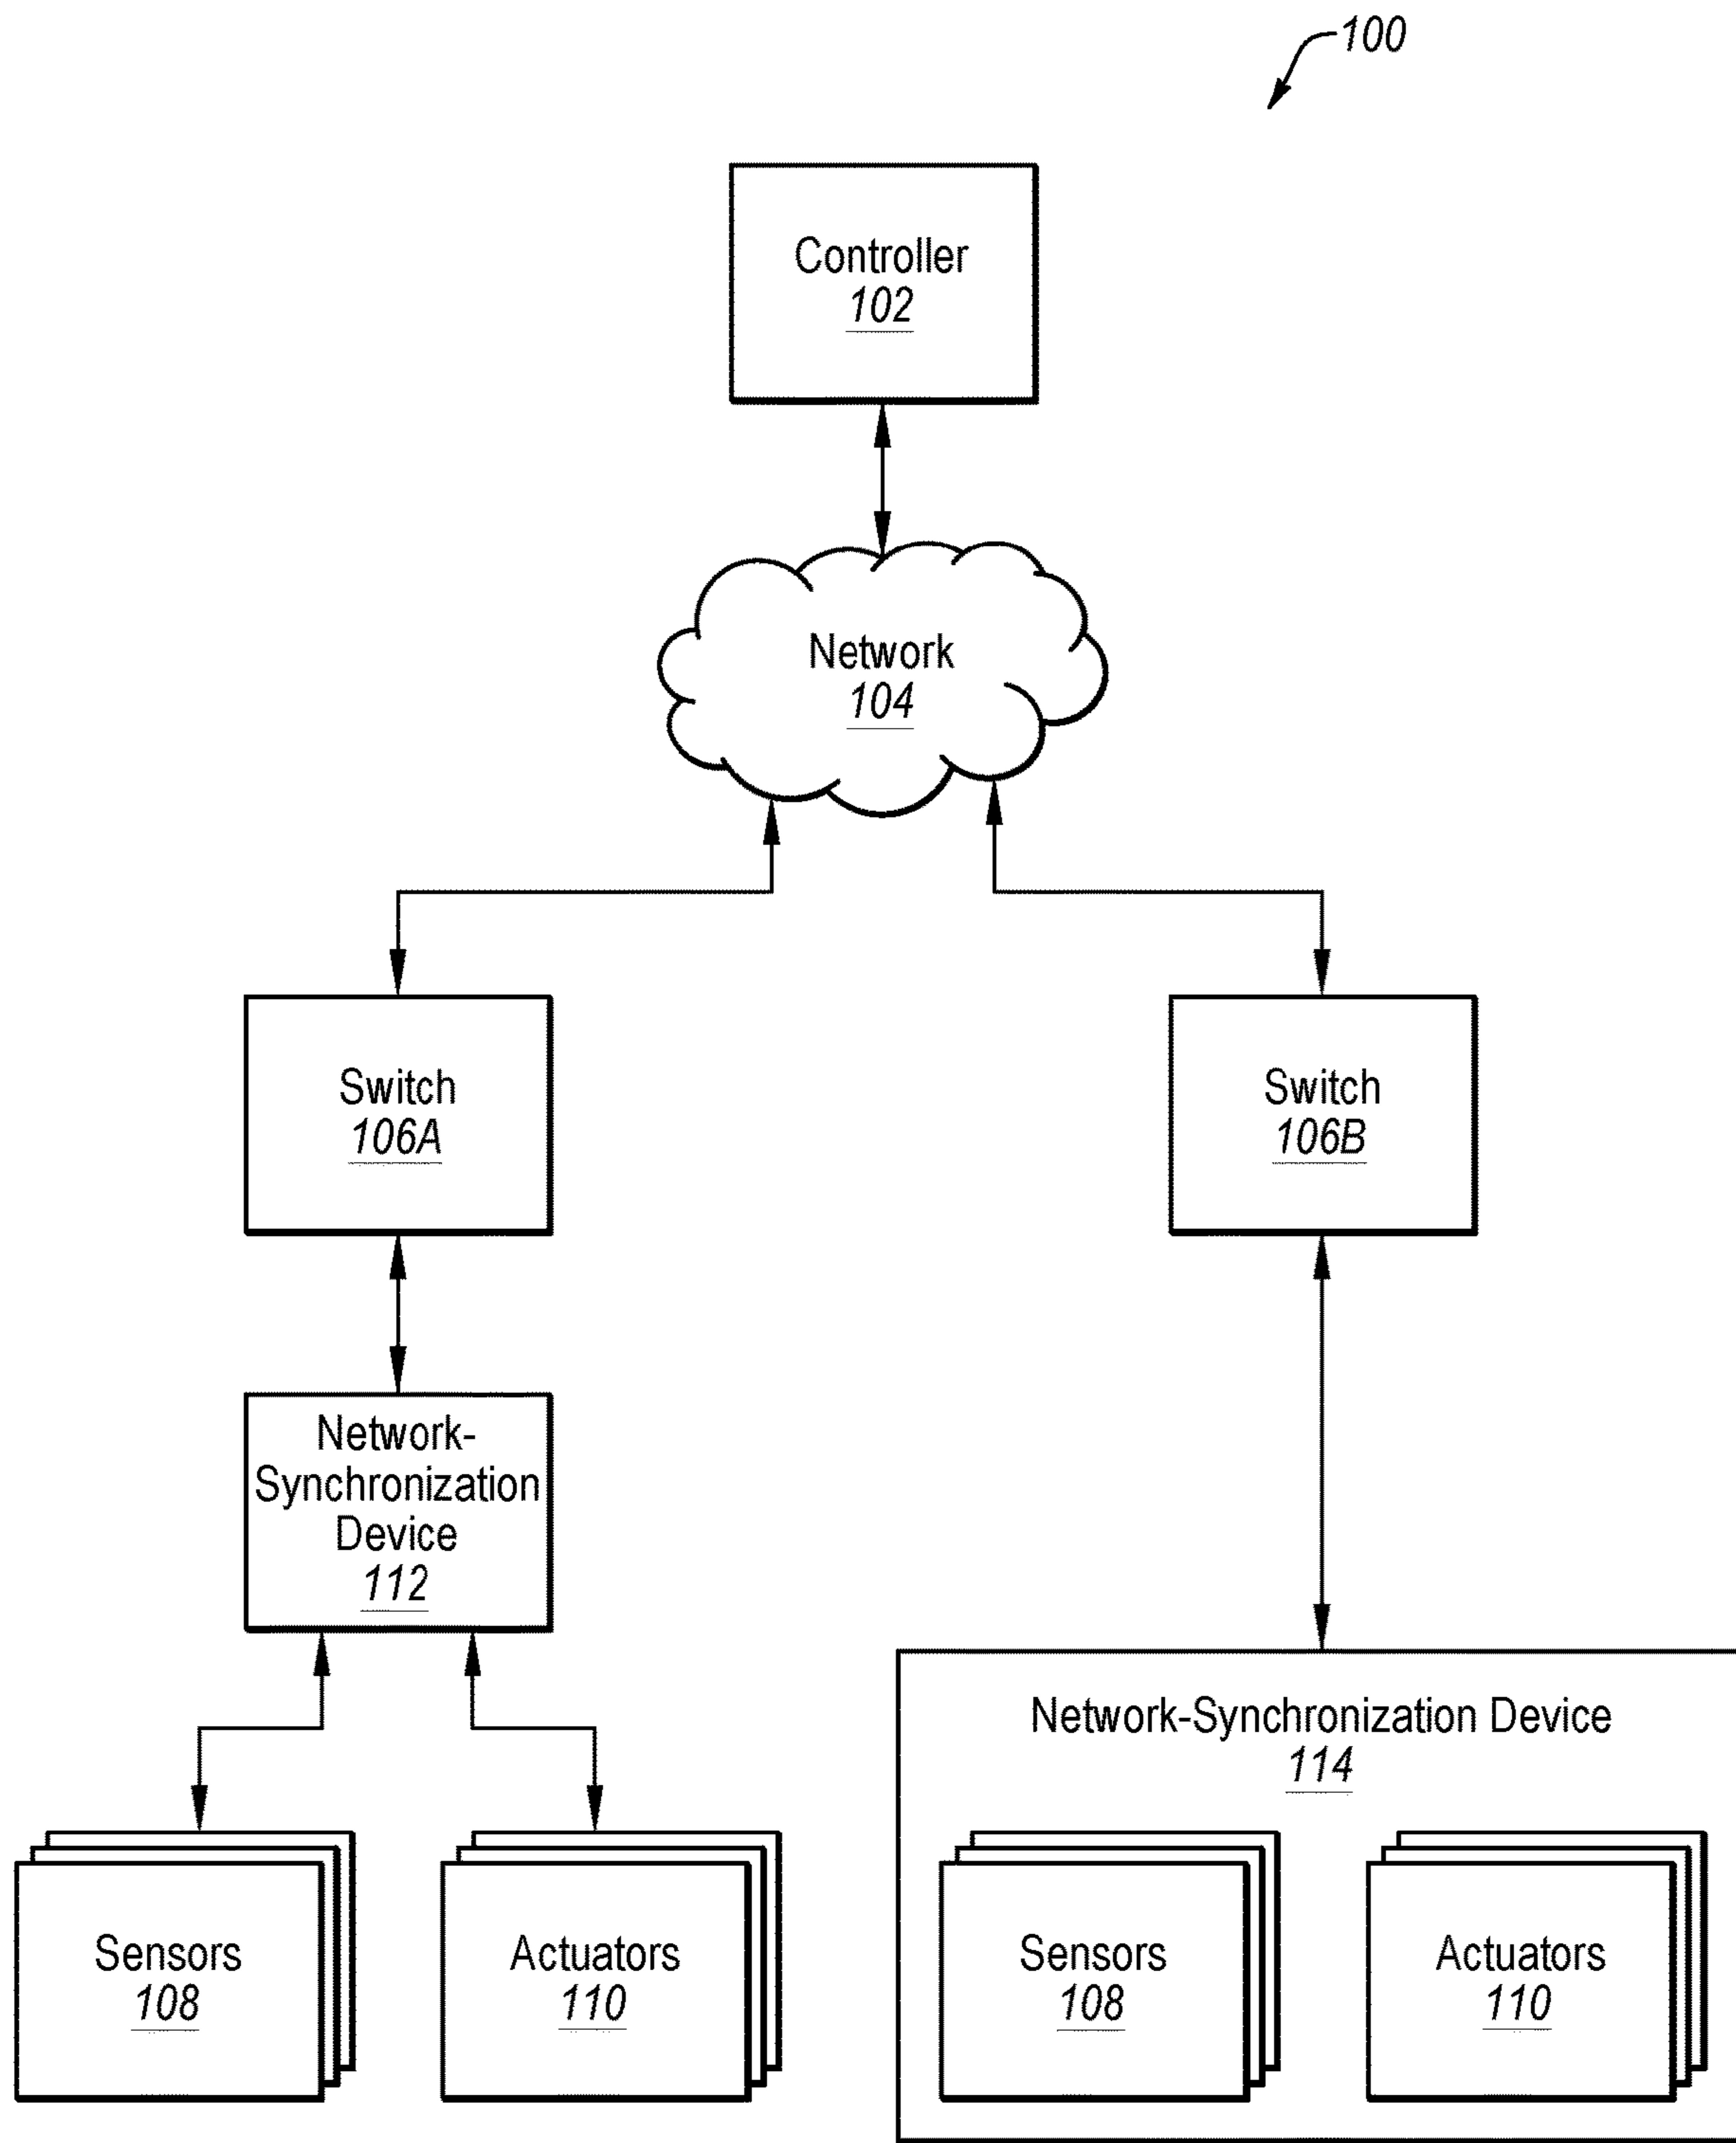 100
Controller
102
Network
104
Switch
106A
Switch
106B
Network-
Synchronization
Device
112
Network-Synchronization Device
114
Sensors
108
Actuators
110
Sensors
108
Actuators
110